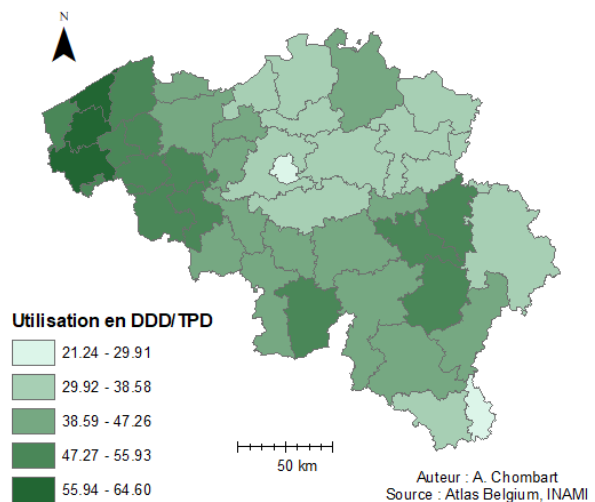 N
Utilisation en DDD/TPD
21.24 - 29.91
29.92 - 38.58
38.59 - 47.26
47.27 - 55.93
55.94 - 64.60
50 km
Auteur : A. Chombart
Source : Atlas Belgium, INAMI